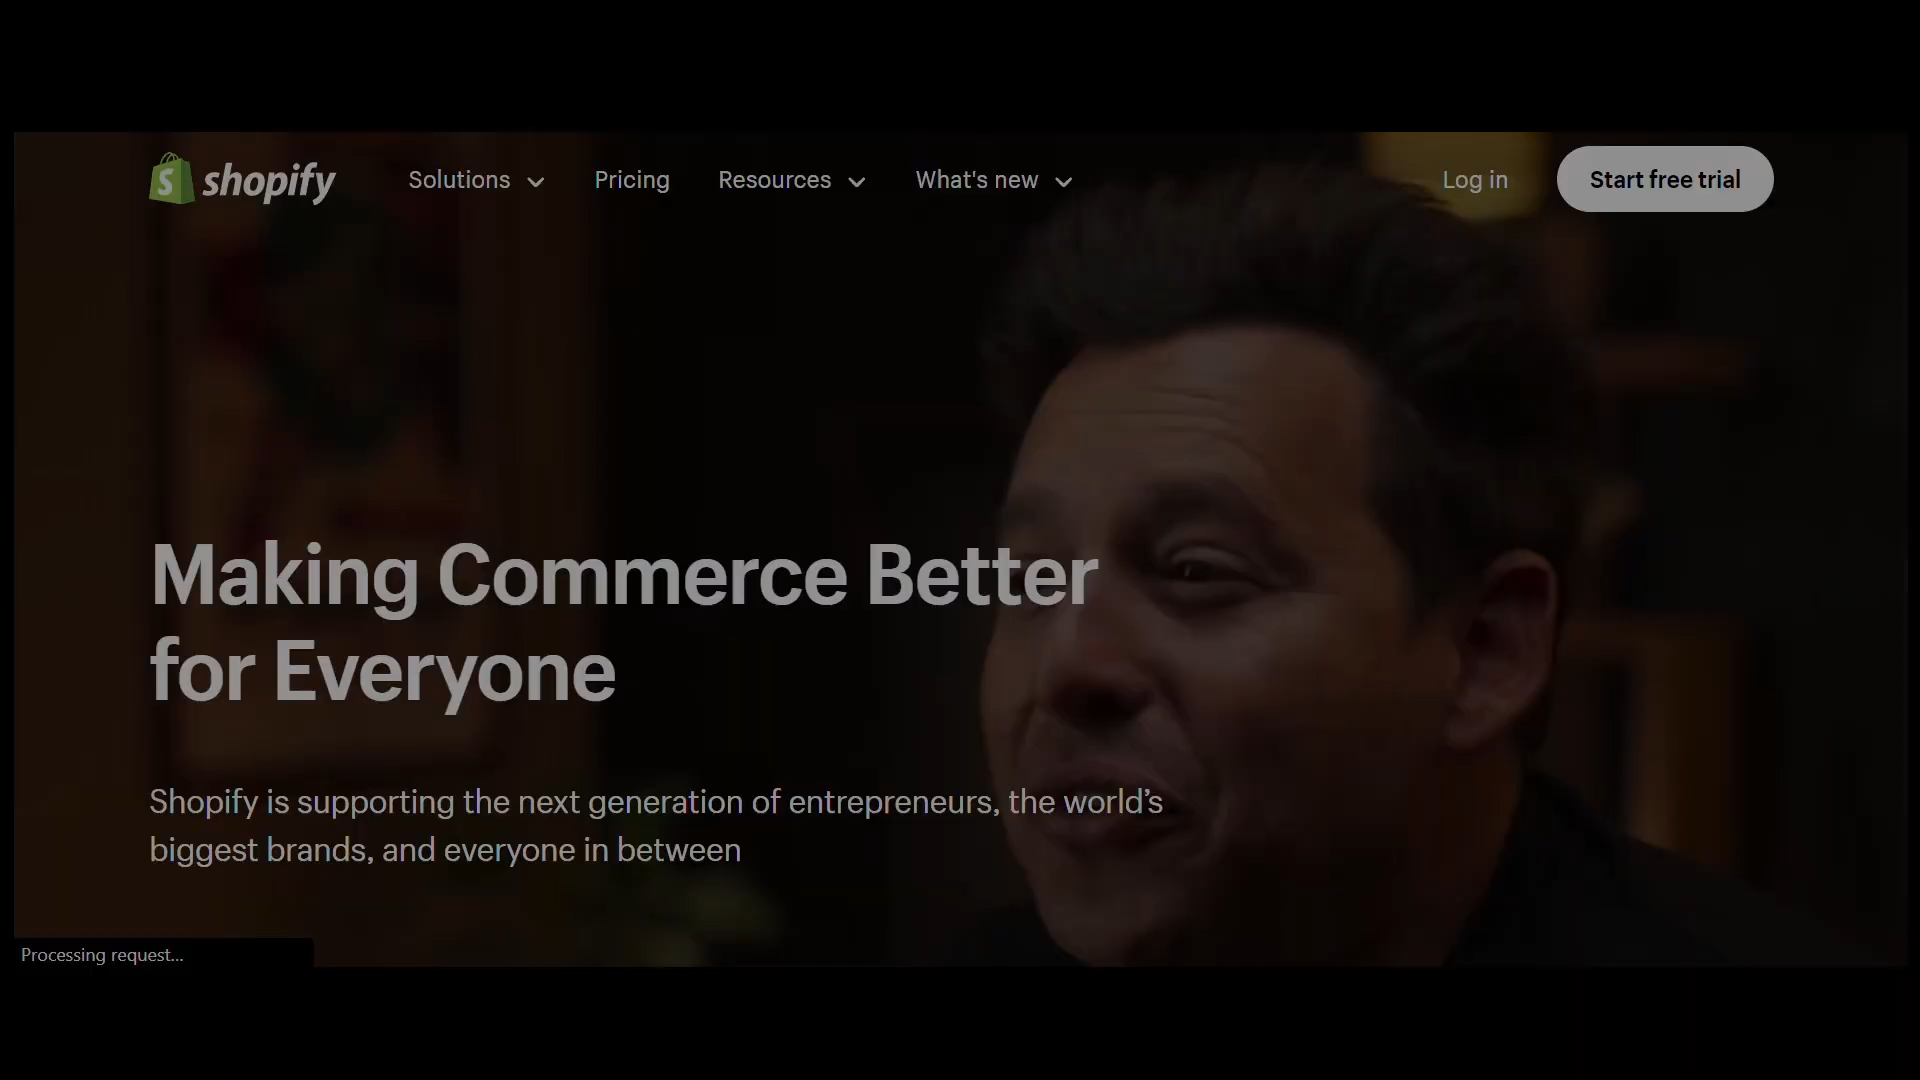 shopify
Solutions
Pricing
Resources
What's new
Log in
Start free trial
Making Commerce Better
for Everyone
Shopify is supporting the next generation of entrepreneurs, the world’s
biggest brands, and everyone in between
Processing request...